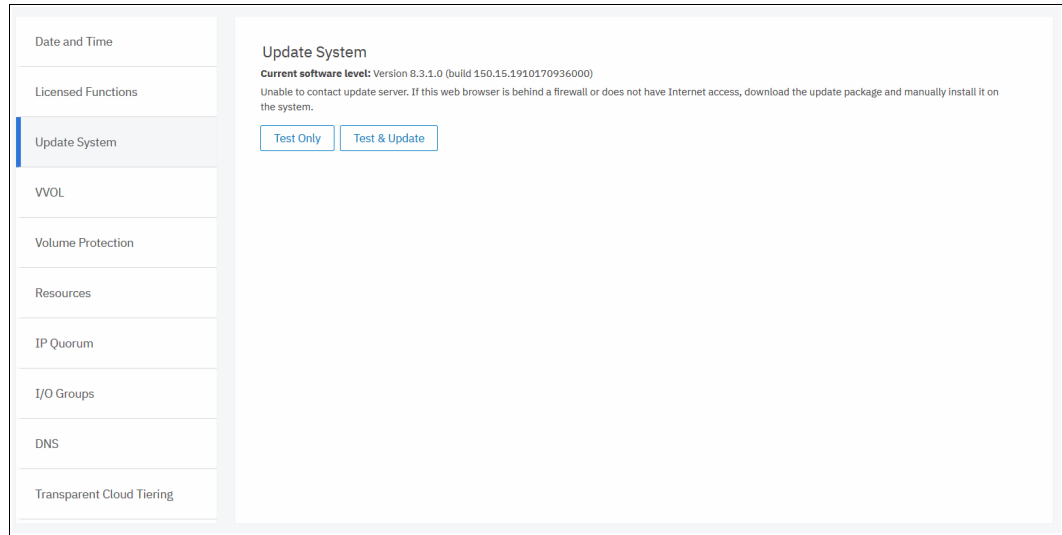 Date and Time
Licensed Functions
Update System
VVOL
Volume Protection
Resources
IP Quorum
I/O Groups
DNS
Transparent Cloud Tiering
Update System
Current software level: Version 8.3.1.0 (build 150.15.1910170936000)
Unable to contact update server. If this web browser is behind a firewall or does not have Internet access, download the update package and manually install it on
the system.
Test Only
Test & Update